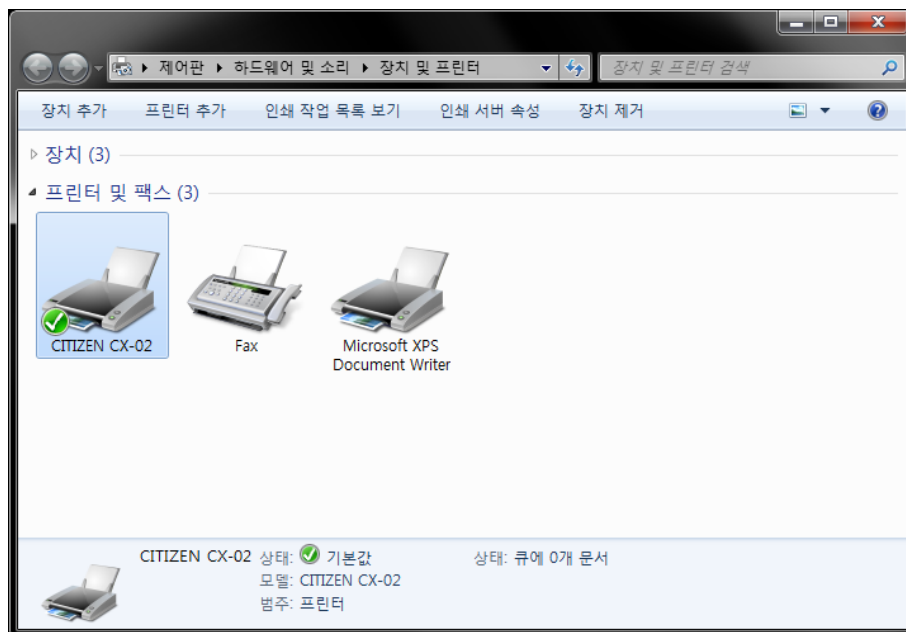 제어판 ▸ 하드웨어 및 소리 ▸ 장치 및 프린터
장치 및 프린터 검색
장치 추가 프린터 추가 인쇄 작업 목록 보기 인쇄 서버 속성 장치 제거
장치 (3)
프린터 및 팩스 (3)
CITIZEN CX-02
Fax
Microsoft XPS
Document Writer
CITIZEN CX-02 상태: 기본값 상태: 큐에 0개 문서
모델: CITIZEN CX-02
범주: 프린터